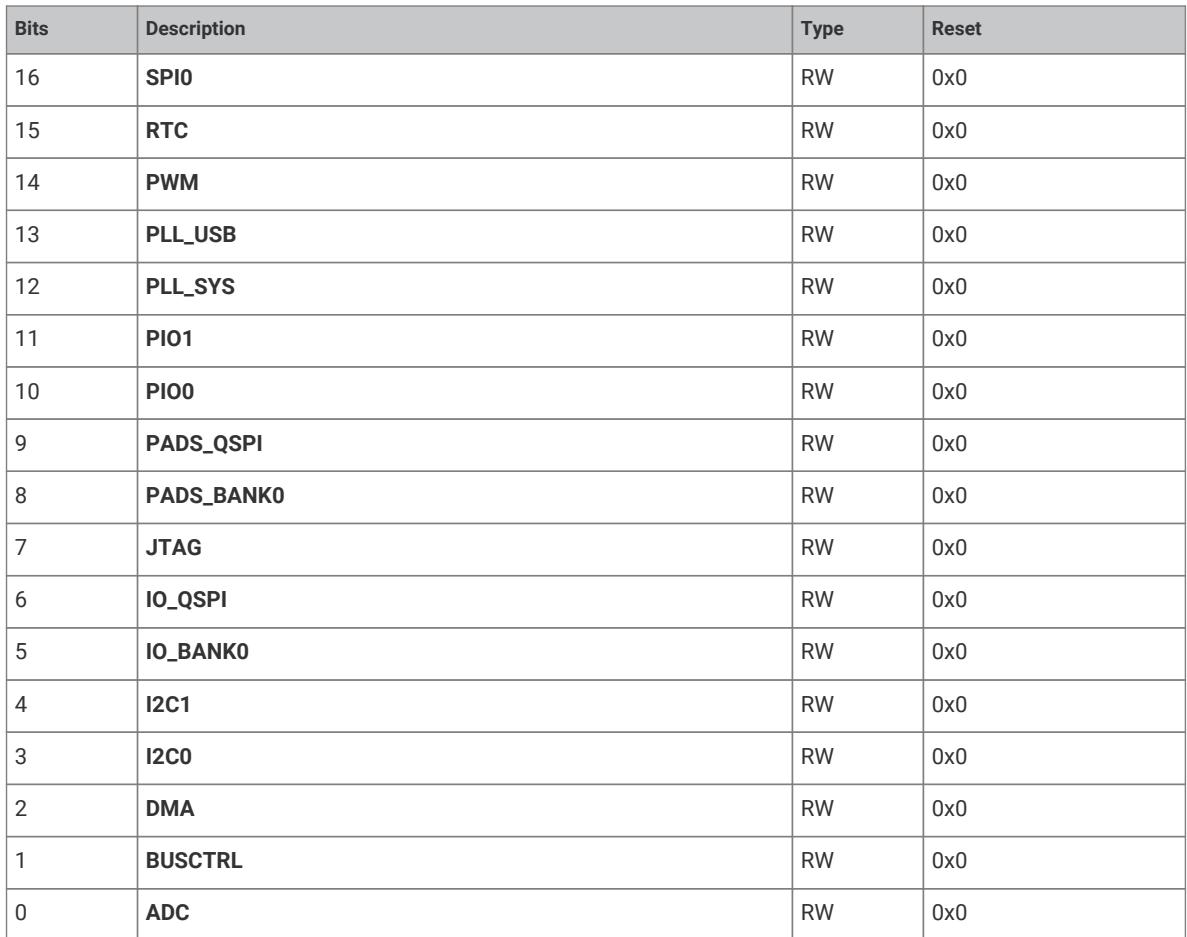 Bits Description Type Reset
16 SPI0 RW 0x0
15 RTC RW 0x0
14 PWM RW 0x0
13 PLL_USB RW 0x0
12 PLL_SYS RW 0x0
11 PIO1 RW 0x0
10 PIO0 RW 0x0
9 PADS_QSPI RW 0x0
8 PADS_BANK0 RW 0x0
7 JTAG RW 0x0
6 IO_QSPI RW 0x0
5 IO_BANK0 RW 0x0
4 I2C1 RW 0x0
3 I2C0 RW 0x0
2 DMA RW 0x0
1 BUSCTRL RW 0x0
0 ADC RW 0x0